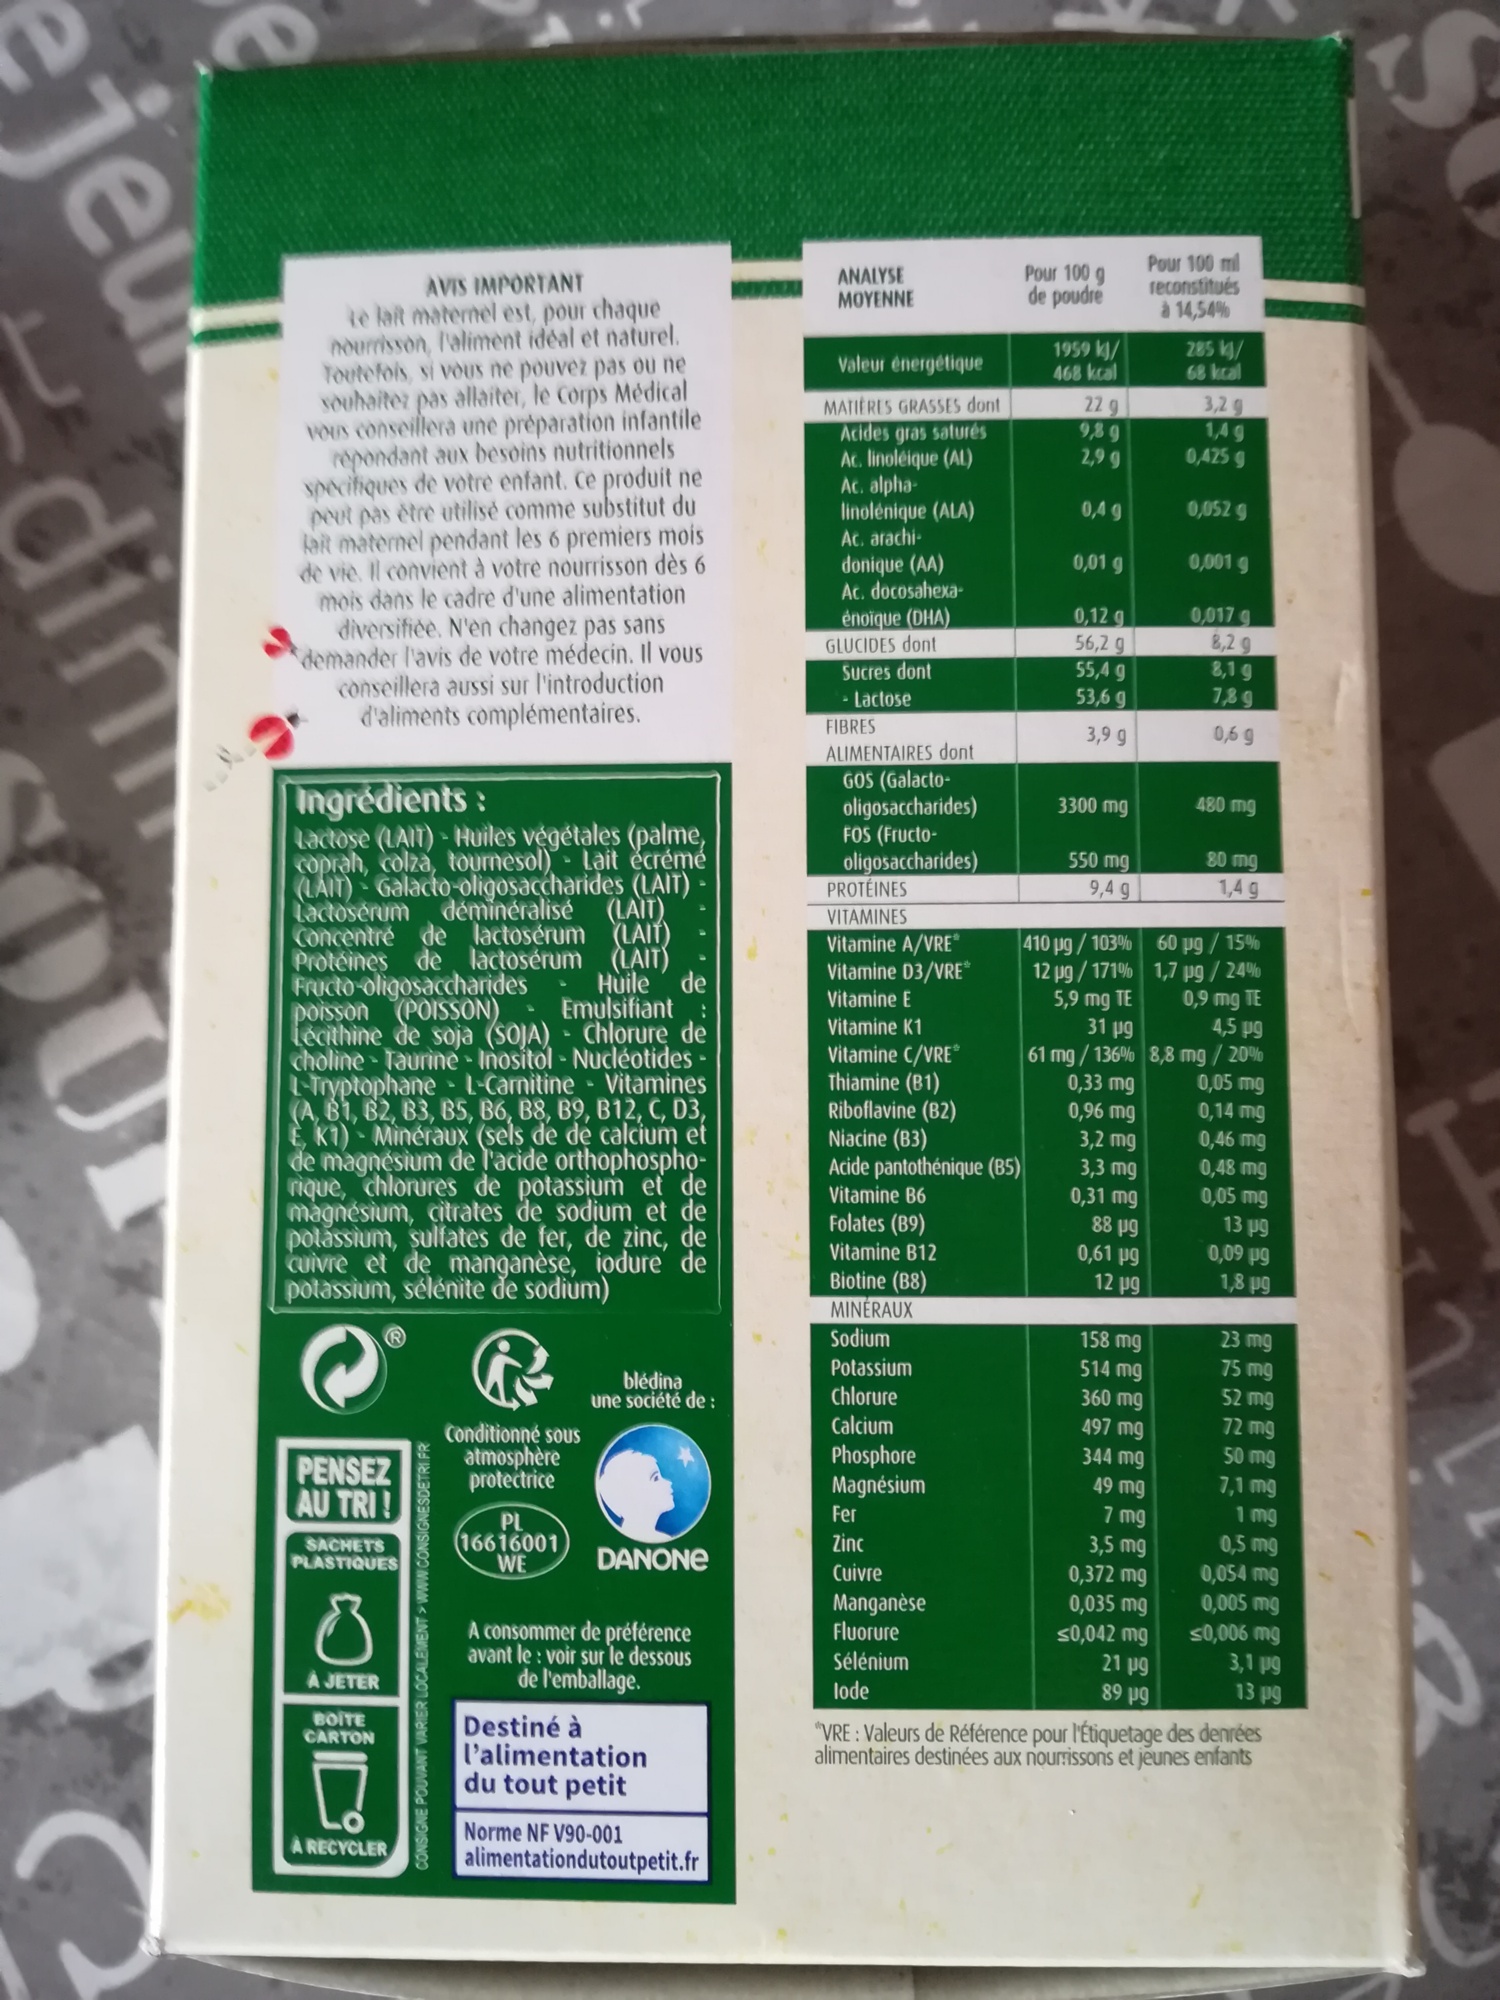 AVIS IMPORTANT
Le lait maternel est, pour chaque
nourrisson, l'aliment idéal et naturel.
Toutefois, si vous ne pouvez pas ou ne
souhaitez pas allaiter, le Corps Médical
vous conseillera une préparation infantile
répondant aux besoins nutritionnels
spécifiques de votre enfant. Ce produit ne
peut pas être utilisé comme substitut du
lait maternel pendant les 6 premiers mois
de vie. Il convient à votre nourrisson dès 6
mois dans le cadre d'une alimentation
diversifiée. N'en changez pas sans
demander l'avis de votre médecin. Il vous
conseillera aussi sur l'introduction
d'aliments complémentaires.
Ingrédients :
Lactose (LAIT) - Huiles végétales (palme,
coprah, colza, tournesol) - Lait écrémé
(LAIT) - Galacto-oligosaccharides (LAIT) -
Lactosérum déminéralisé (LAIT) -
Concentré de lactosérum (LAIT) -
Protéines de lactosérum (LAIT) -
Fructo-oligosaccharides - Huile de
poisson (POISSON) - Emulsifiant :
lécithine de soja (SOJA) - Chlorure de
choline - Taurine - Inositol - Nucléotides -
L-Tryptophane - L-Carnitine - Vitamines
(A, B1, B2, B3, B5, B6, B8, B9, B12, C, D3,
E, K1) - Minéraux (sels de de calcium et
de magnésium de l'acide orthophospho-
rique, chlorures de potassium et de
magnésium, citrates de sodium et de
potassium, sulfates de fer, de zinc, de
cuivre et de manganèse, iodure de
potassium, sélénite de sodium)
®
blédina
une société de :
DANONE
Conditionné sous
atmosphère
protectrice
PL
16616001
WE
PENSEZ
AU TRI !
SACHETS
PLASTIQUES
À JETER
BOÎTE
CARTON
À RECYCLER
CONSIGNE POUVANT VARIER LOCALEMENT > WWW.CONSIGNESDETRI.FR
A consommer de préférence
avant le : voir sur le dessous
de l'emballage.
Destiné à
l'alimentation
du tout petit
Norme NF V90-001
alimentationdutoutpetit.fr
ANALYSE MOYENNE Pour 100 g de poudre Pour 100 ml reconstitués à 14,54%
Valeur énergétique 1959 kJ/ 468 kcal 285 kJ/ 68 kcal
MATIÈRES GRASSES dont 22 g 3,2 g
Acides gras saturés 9,8 g 1,4 g
Ac. linoléique (AL) 2,9 g 0,425 g
Ac. alpha-
linolénique (ALA) 0,4 g 0,052 g
Ac. arachi-
donique (AA) 0,01 g 0,001 g
Ac. docosahexa-
énoïque (DHA) 0,12 g 0,017 g
GLUCIDES dont 56,2 g 8,2 g
Sucres dont 55,4 g 8,1 g
- Lactose 53,6 g 7,8 g
FIBRES
ALIMENTAIRES dont 3,9 g 0,6 g
GOS (Galacto-
oligosaccharides) 3300 mg 480 mg
FOS (Fructo-
oligosaccharides) 550 mg 80 mg
PROTÉINES 9,4 g 1,4 g
VITAMINES
Vitamine A/VRE* 410 µg / 103% 60 µg / 15%
Vitamine D3/VRE* 12 µg / 171% 1,7 µg / 24%
Vitamine E 5,9 mg TE 0,9 mg TE
Vitamine K1 31 µg 4,5 µg
Vitamine C/VRE* 61 mg / 136% 8,8 mg / 20%
Thiamine (B1) 0,33 mg 0,05 mg
Riboflavine (B2) 0,96 mg 0,14 mg
Niacine (B3) 3,2 mg 0,46 mg
Acide pantothénique (B5) 3,3 mg 0,48 mg
Vitamine B6 0,31 mg 0,05 mg
Folates (B9) 88 µg 13 µg
Vitamine B12 0,61 µg 0,09 µg
Biotine (B8) 12 µg 1,8 µg
MINÉRAUX
Sodium 158 mg 23 mg
Potassium 514 mg 75 mg
Chlorure 360 mg 52 mg
Calcium 497 mg 72 mg
Phosphore 344 mg 50 mg
Magnésium 49 mg 7,1 mg
Fer 7 mg 1 mg
Zinc 3,5 mg 0,5 mg
Cuivre 0,372 mg 0,054 mg
Manganèse 0,035 mg 0,005 mg
Fluorure ≤0,042 mg ≤0,006 mg
Sélénium 21 µg 3,1 µg
Iode 89 µg 13 µg
*VRE : Valeurs de Référence pour l'Étiquetage des denrées
alimentaires destinées aux nourrissons et jeunes enfants